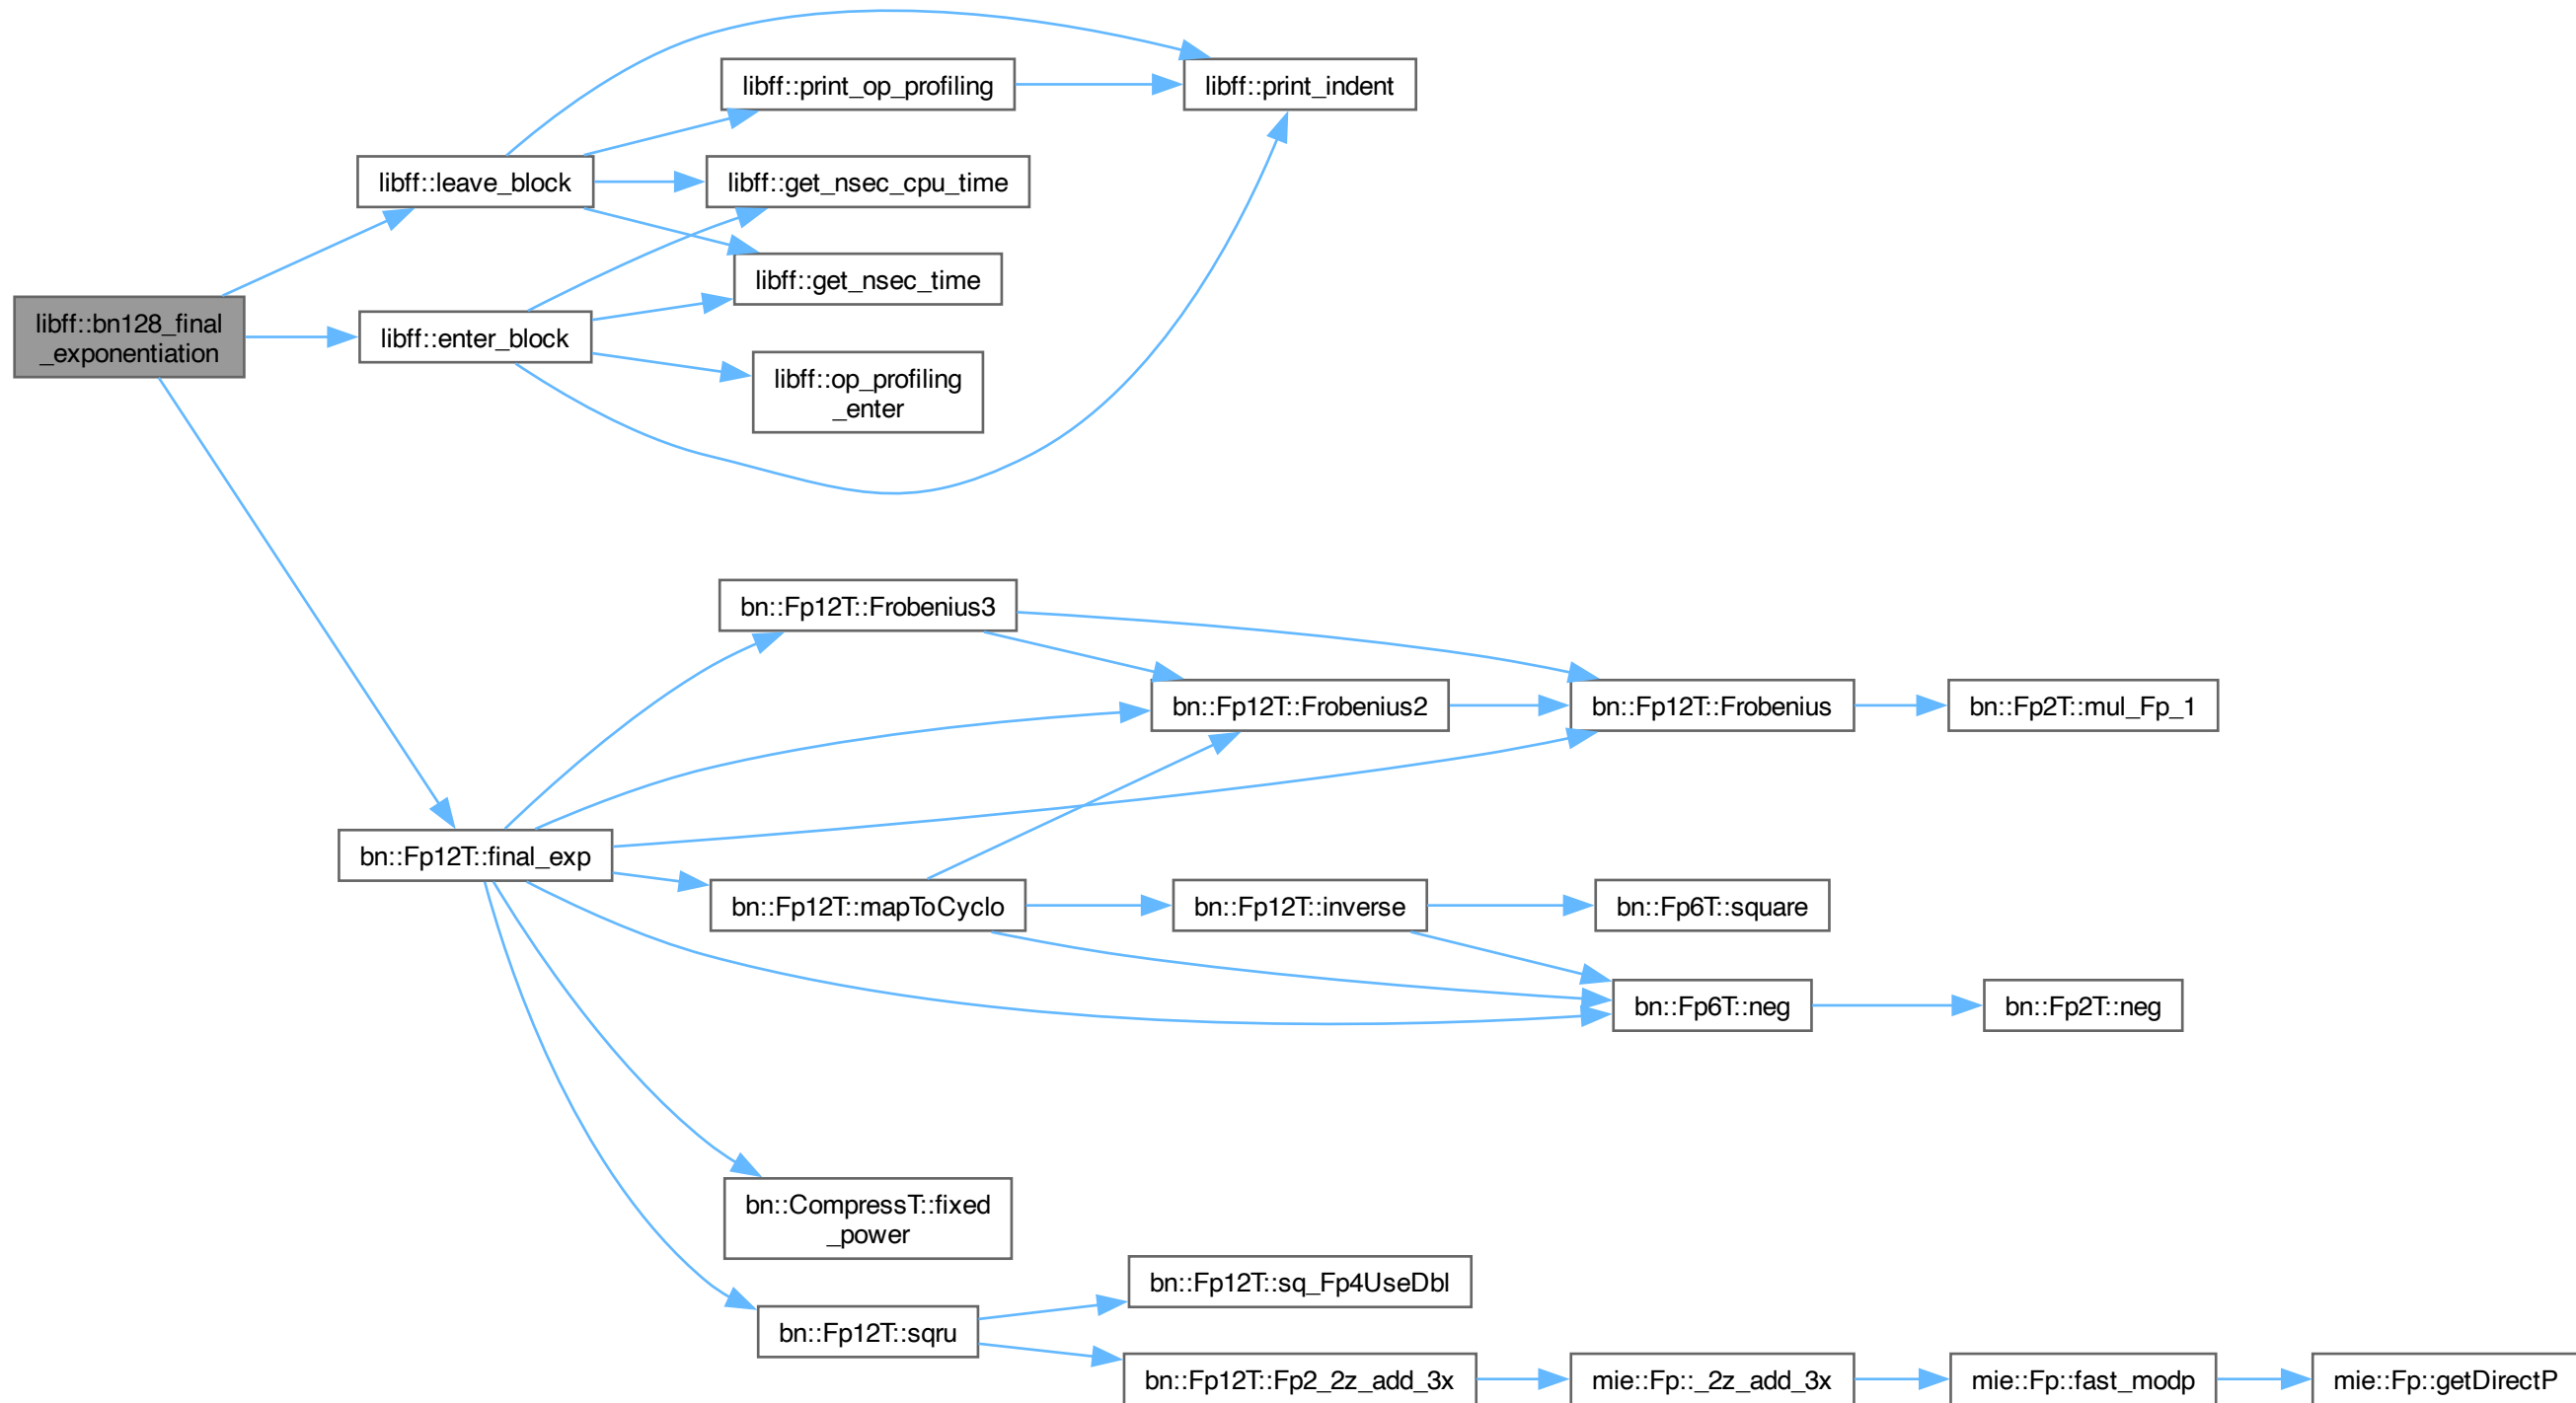 libff::print_op_profiling
libff::print_indent
libff::leave_block
libff::get_nsec_cpu_time
libff::get_nsec_time
libff::bn128_final
_exponentiation
libff::enter_block
libff::op_profiling
_enter
bn::Fp12T::Frobenius3
bn::Fp12T::Frobenius2
bn::Fp12T::Frobenius
bn::Fp2T::mul_Fp_1
bn::Fp12T::final_exp
bn::Fp12T::mapToCyclo
bn::Fp12T::inverse
bn::Fp6T::square
bn::Fp6T::neg
bn::Fp2T::neg
bn::CompressT::fixed
_power
bn::Fp12T::sq_Fp4UseDbl
bn::Fp12T::sqru
bn::Fp12T::Fp2_2z_add_3x
mie::Fp::_2z_add_3x
mie::Fp::fast_modp
mie::Fp::getDirectP